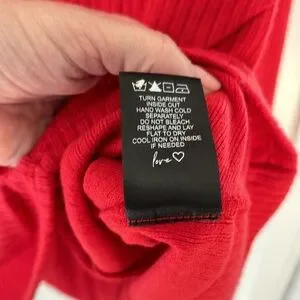 TURN GARMENT
INSIDE OUT
HAND WASH COLD
SEPARATELY
DO NOT BLEACH
RESHAPE AND LAY
FLAT TO DRY
COOL IRON ON INSIDE
IF NEEDED
love